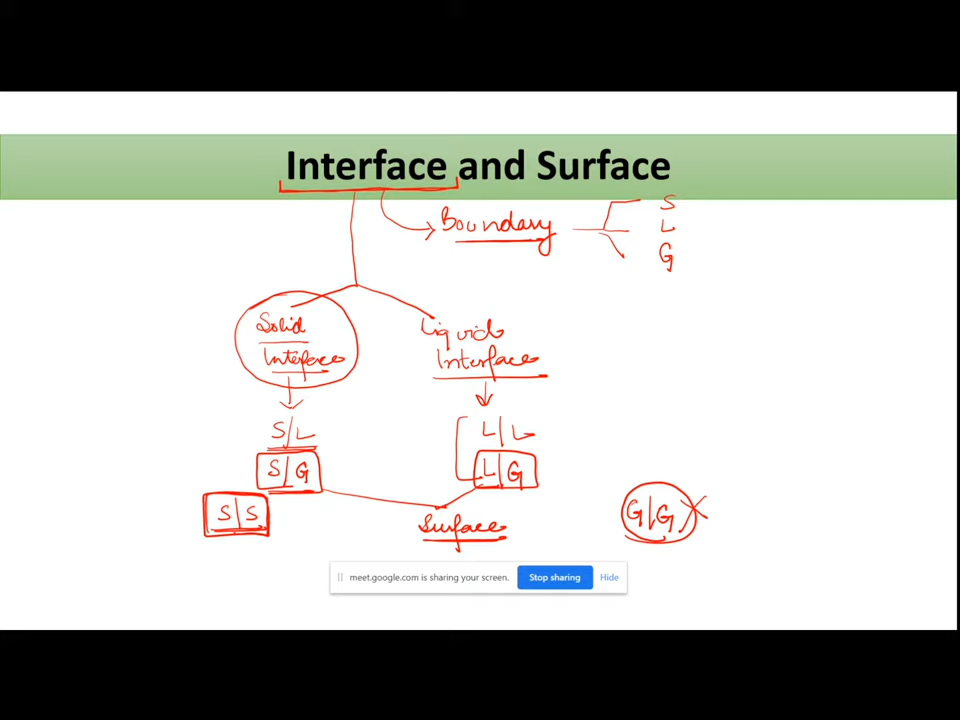 Interface and Surface
Boundary
S
L
G
Solid
Interface
Liquid
Interface
S/L
S/G
S/S
L/L
L/G
Surface
G/G
meet.google.com is sharing your screen.
Stop sharing
Hide